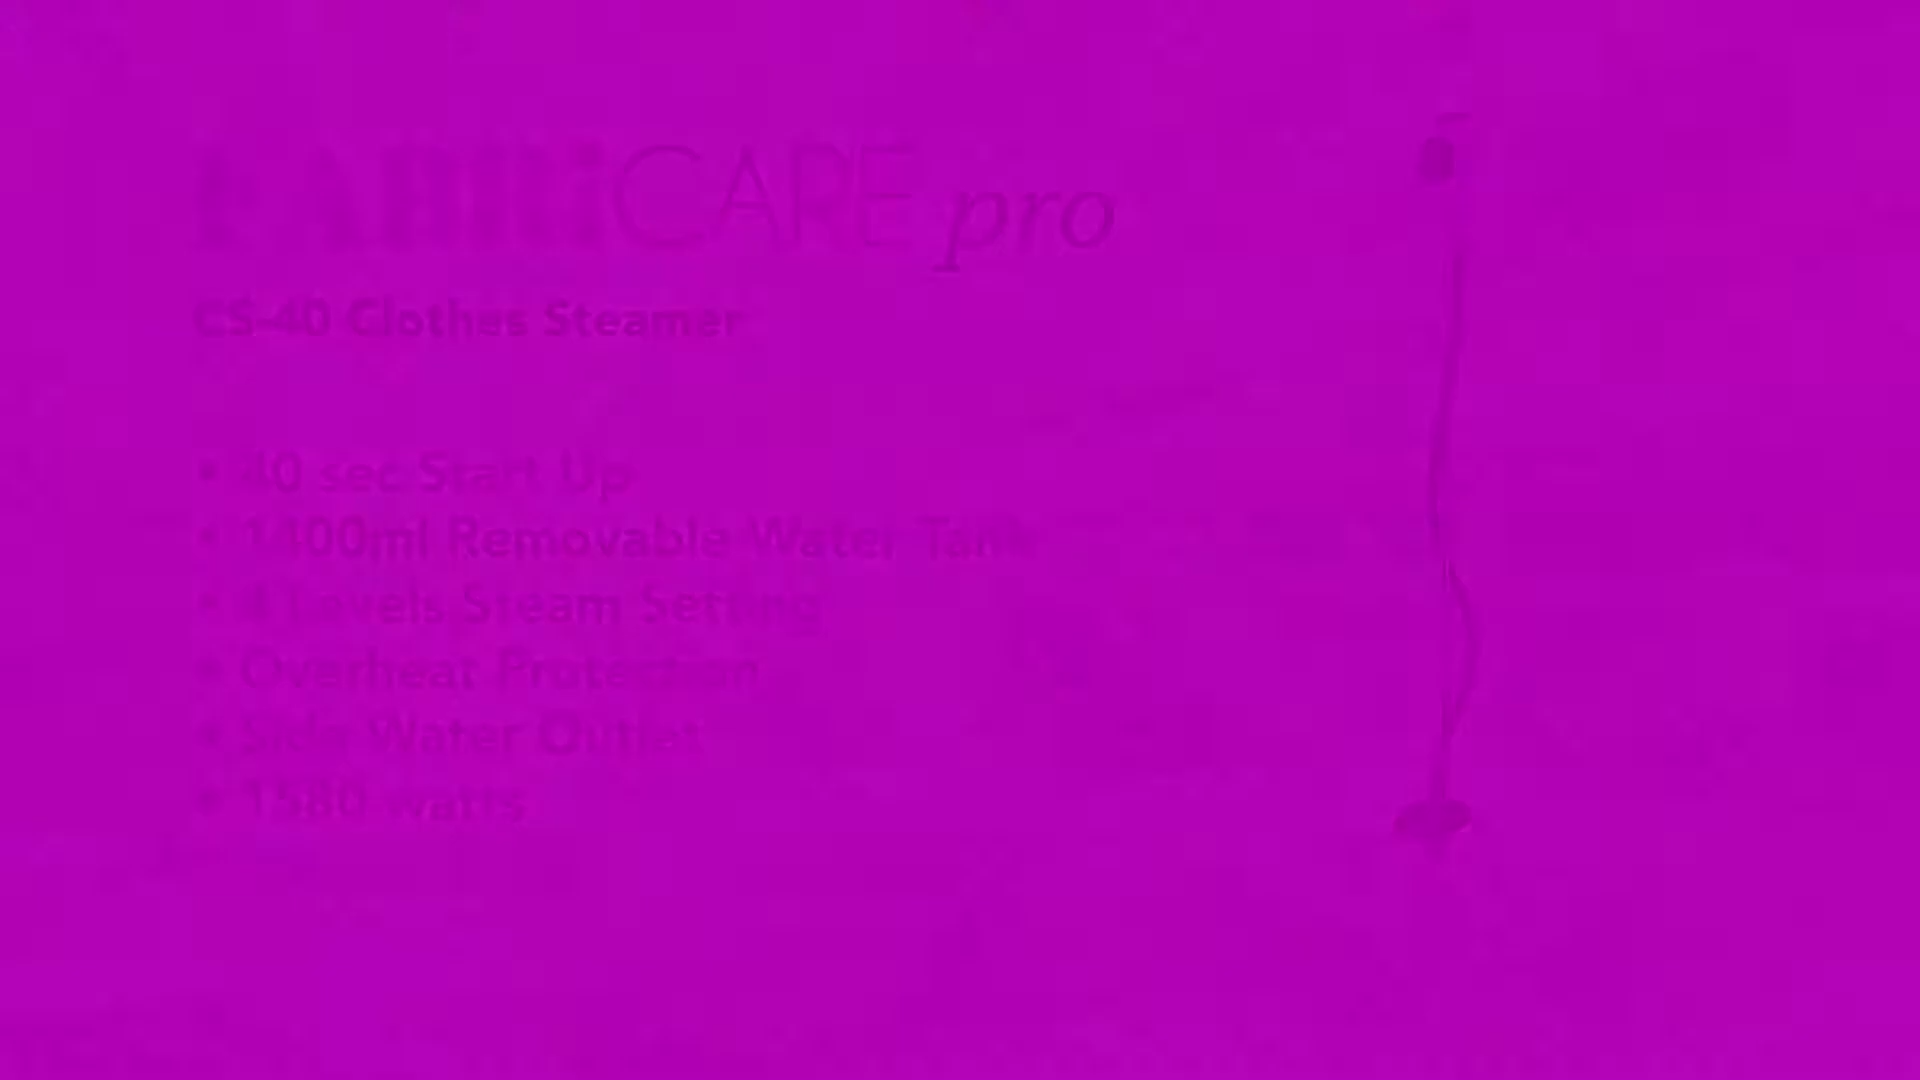 FABRiCARE pro
CS-40 Clothes Steamer
• 40 sec Start Up
• 1400ml Removable Water Tank
• 4 Levels Steam Setting
• Overheat Protection
• Side Water Outlet
• 1580 watts